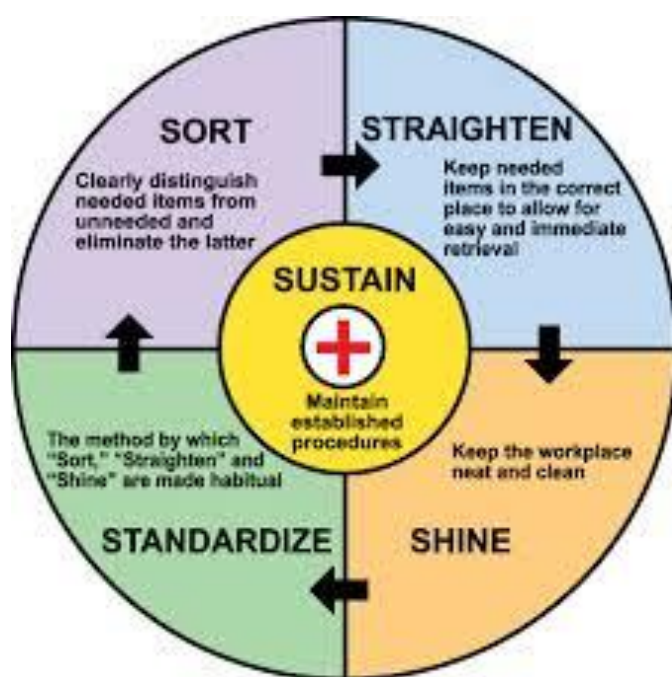 SORT
Clearly distinguish
needed items from
unneeded and
eliminate the latter
STRAIGHTEN
Keep needed
items in the correct
place to allow for
easy and immediate
retrieval
SUSTAIN
Maintain
established
procedures
Keep the workplace
neat and clean
SHINE
The method by which
“Sort,” “Straighten” and
“Shine” are made habitual
STANDARDIZE